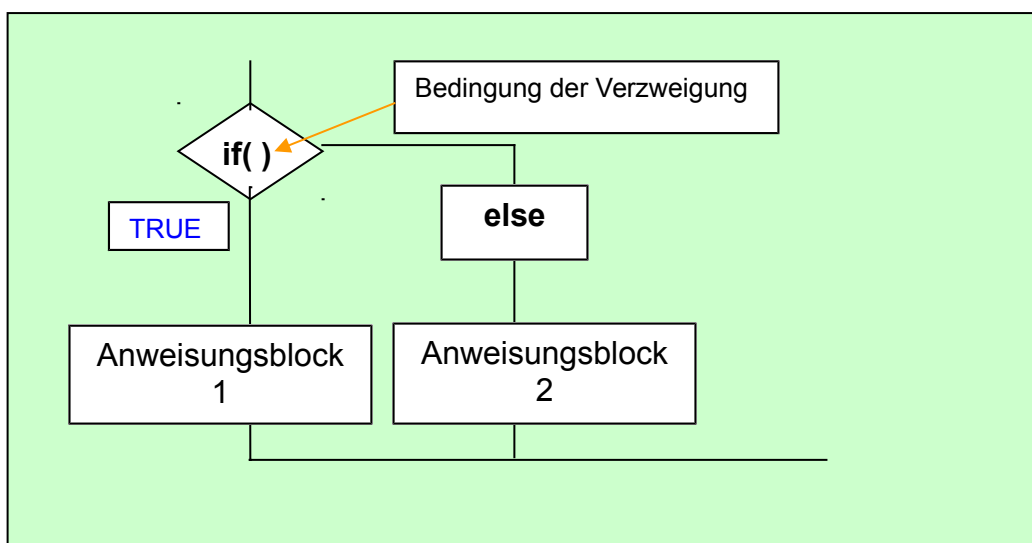 Bedingung der Verzweigung
if( )
TRUE
else
Anweisungsblock
1
Anweisungsblock
2